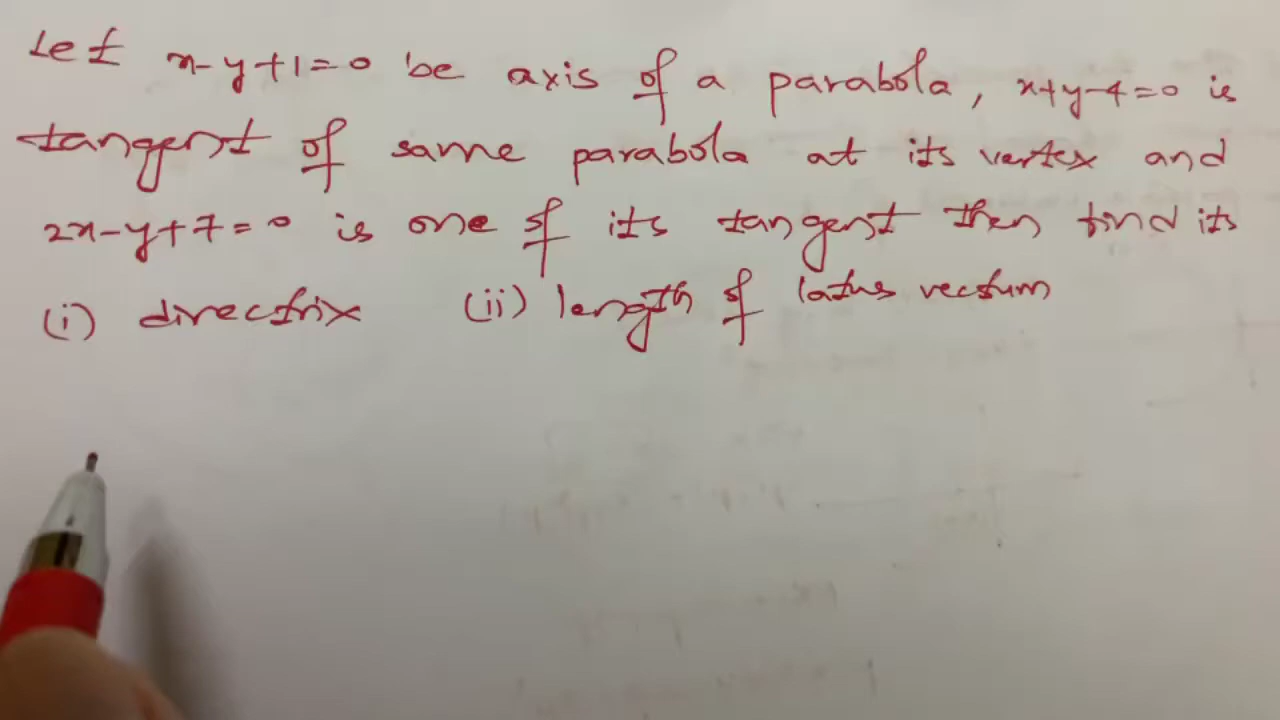 Let x-y+1=0 be axis of a parabola, x+y-4=0 is
tangent of same parabola at its vertex and
2x-y+7=0 is one of its tangent then find its
(i) directrix (ii) length of latus rectum